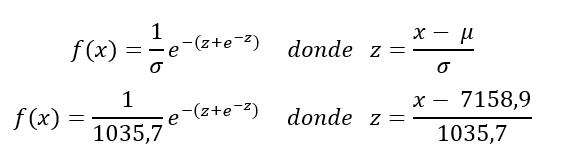 f(x) = 1/σ e^−(z+e^−z) donde z = (x − μ)/σ
f(x) = 1/1035,7 e^−(z+e^−z) donde z = (x − 7158,9)/1035,7